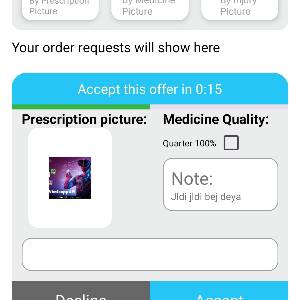 By Prescription
Picture
by Medicine
Picture
by Injury
Picture
Your order requests will show here
Accept this offer in 0:15
Prescription picture:
Medicine Quality:
Quarter 100%
Note:
Jldi jldi bej deya
Decline
Accept